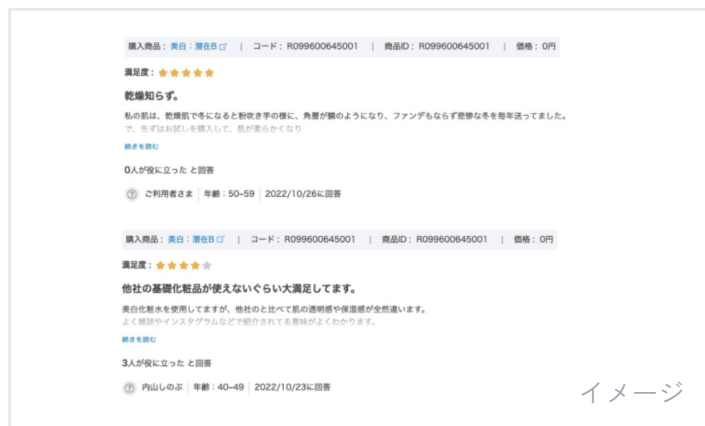 購入商品： 美白：潜在B | コード： R099600645001 | 商品ID： R099600645001 | 価格： 0円
満足度：
乾燥知らず。
私の肌は、乾燥肌で冬になると粉吹き芋の様に、角層が鱗のようになり、ファンデもならず悲惨な冬を毎年送ってました。
で、先ずはお試しを購入して、肌が柔らかくなり
続きを読む
0人が役に立った と回答
ご利用者さま 年齢：50~59 2022/10/26に回答
購入商品： 美白：潜在B | コード： R099600645001 | 商品ID： R099600645001 | 価格： 0円
満足度：
他社の基礎化粧品が使えないぐらい大満足してます。
美白化粧水を使用してますが、他社のと比べて肌の透明感や保湿感が全然違います。
よく雑誌やインスタグラムなどで紹介されてる意味がよくわかります。
続きを読む
3人が役に立った と回答
内山しのぶ 年齢：40~49 2022/10/23に回答
イメージ